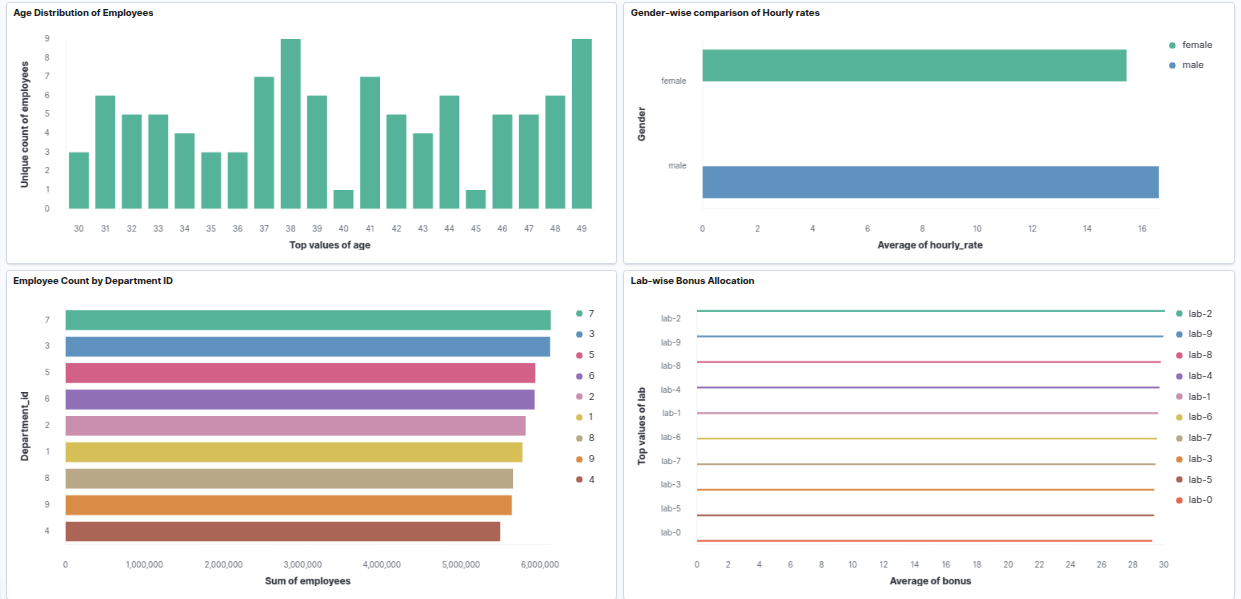 Age Distribution of Employees
Unique count of employees
9
8
7
6
5
4
3
2
1
0
30 31 32 33 34 35 36 37 38 39 40 41 42 43 44 45 46 47 48 49
Top values of age
Gender-wise comparison of Hourly rates
Gender
female
male
0 2 4 6 8 10 12 14 16
Average of hourly_rate
female
male
Employee Count by Department ID
Department_id
7
3
5
6
2
1
8
9
4
0 1,000,000 2,000,000 3,000,000 4,000,000 5,000,000 6,000,000
Sum of employees
7
3
5
6
2
1
8
9
4
Lab-wise Bonus Allocation
Top values of lab
lab-2
lab-9
lab-8
lab-4
lab-1
lab-6
lab-7
lab-3
lab-5
lab-0
0 2 4 6 8 10 12 14 16 18 20 22 24 26 28 30
Average of bonus
lab-2
lab-9
lab-8
lab-4
lab-1
lab-6
lab-7
lab-3
lab-5
lab-0